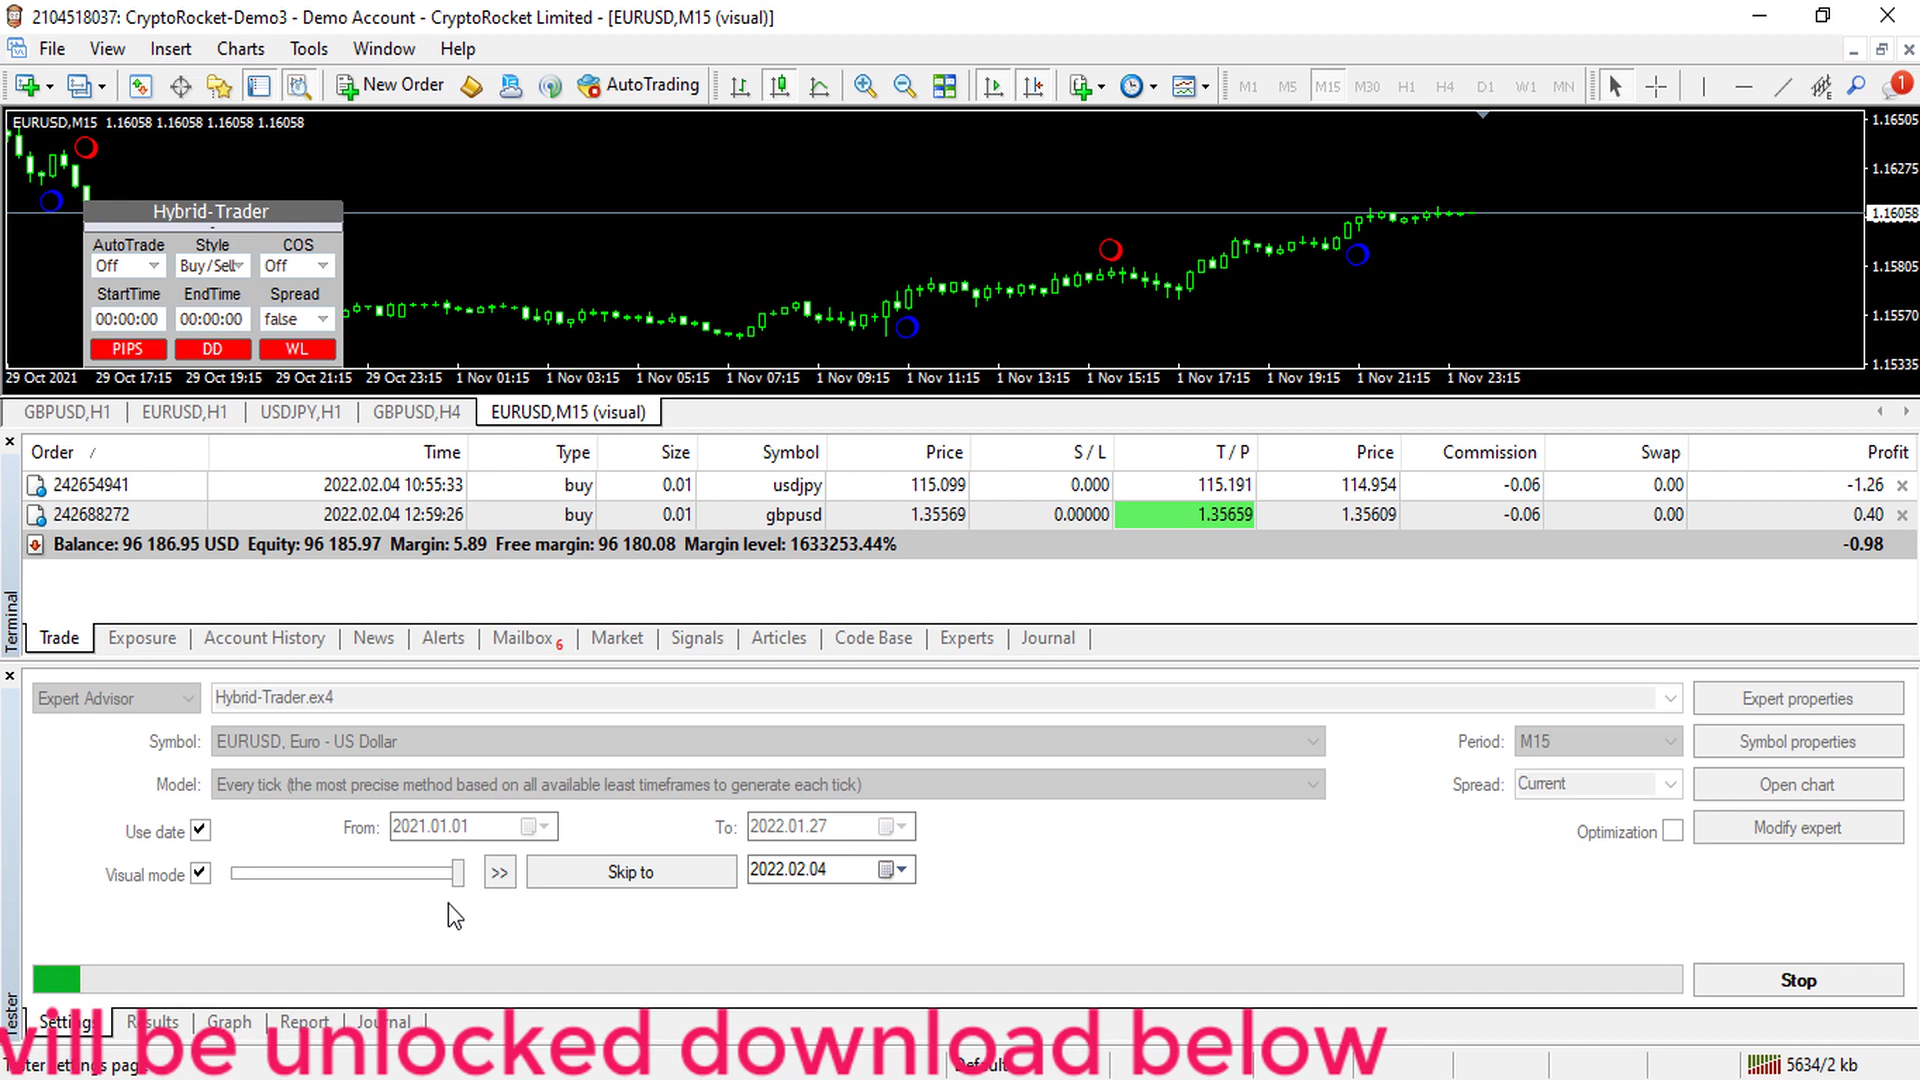 2104518037: CryptoRocket-Demo3 - Demo Account - CryptoRocket Limited - [EURUSD,M15 (visual)]
File View Insert Charts Tools Window Help
New Order AutoTrading M1 M5 M15 M30 H1 H4 D1 W1 MN 1
EURUSD,M15 1.16058 1.16058 1.16058 1.16058
1.16505
1.16275
1.16058
1.15805
1.15570
1.15335
Hybrid-Trader
-
AutoTrade Style COS
Off Buy/Sell Off
StartTime EndTime Spread
00:00:00 00:00:00 false
PIPS DD WL
29 Oct 2021 29 Oct 17:15 29 Oct 19:15 29 Oct 21:15 29 Oct 23:15 1 Nov 01:15 1 Nov 03:15 1 Nov 05:15 1 Nov 07:15 1 Nov 09:15 1 Nov 11:15 1 Nov 13:15 1 Nov 15:15 1 Nov 17:15 1 Nov 19:15 1 Nov 21:15 1 Nov 23:15
GBPUSD,H1 EURUSD,H1 USDJPY,H1 GBPUSD,H4 EURUSD,M15 (visual)
Order / Time Type Size Symbol Price S / L T / P Price Commission Swap Profit
242654941 2022.02.04 10:55:33 buy 0.01 usdjpy 115.099 0.000 115.191 114.954 -0.06 0.00 -1.26
242688272 2022.02.04 12:59:26 buy 0.01 gbpusd 1.35569 0.00000 1.35659 1.35609 -0.06 0.00 0.40
Balance: 96 186.95 USD Equity: 96 185.97 Margin: 5.89 Free margin: 96 180.08 Margin level: 1633253.44% -0.98
Terminal
Trade Exposure Account History News Alerts Mailbox 6 Market Signals Articles Code Base Experts Journal
Expert Advisor Hybrid-Trader.ex4 Expert properties
Symbol: EURUSD, Euro - US Dollar Period: M15 Symbol properties
Model: Every tick (the most precise method based on all available least timeframes to generate each tick) Spread: Current Open chart
Use date From: 2021.01.01 To: 2022.01.27 Optimization Modify expert
Visual mode >> Skip to 2022.02.04
Stop
Tester
Settings Results Graph Report Journal
will be unlocked download below
Tester settings page Default 5634/2 kb